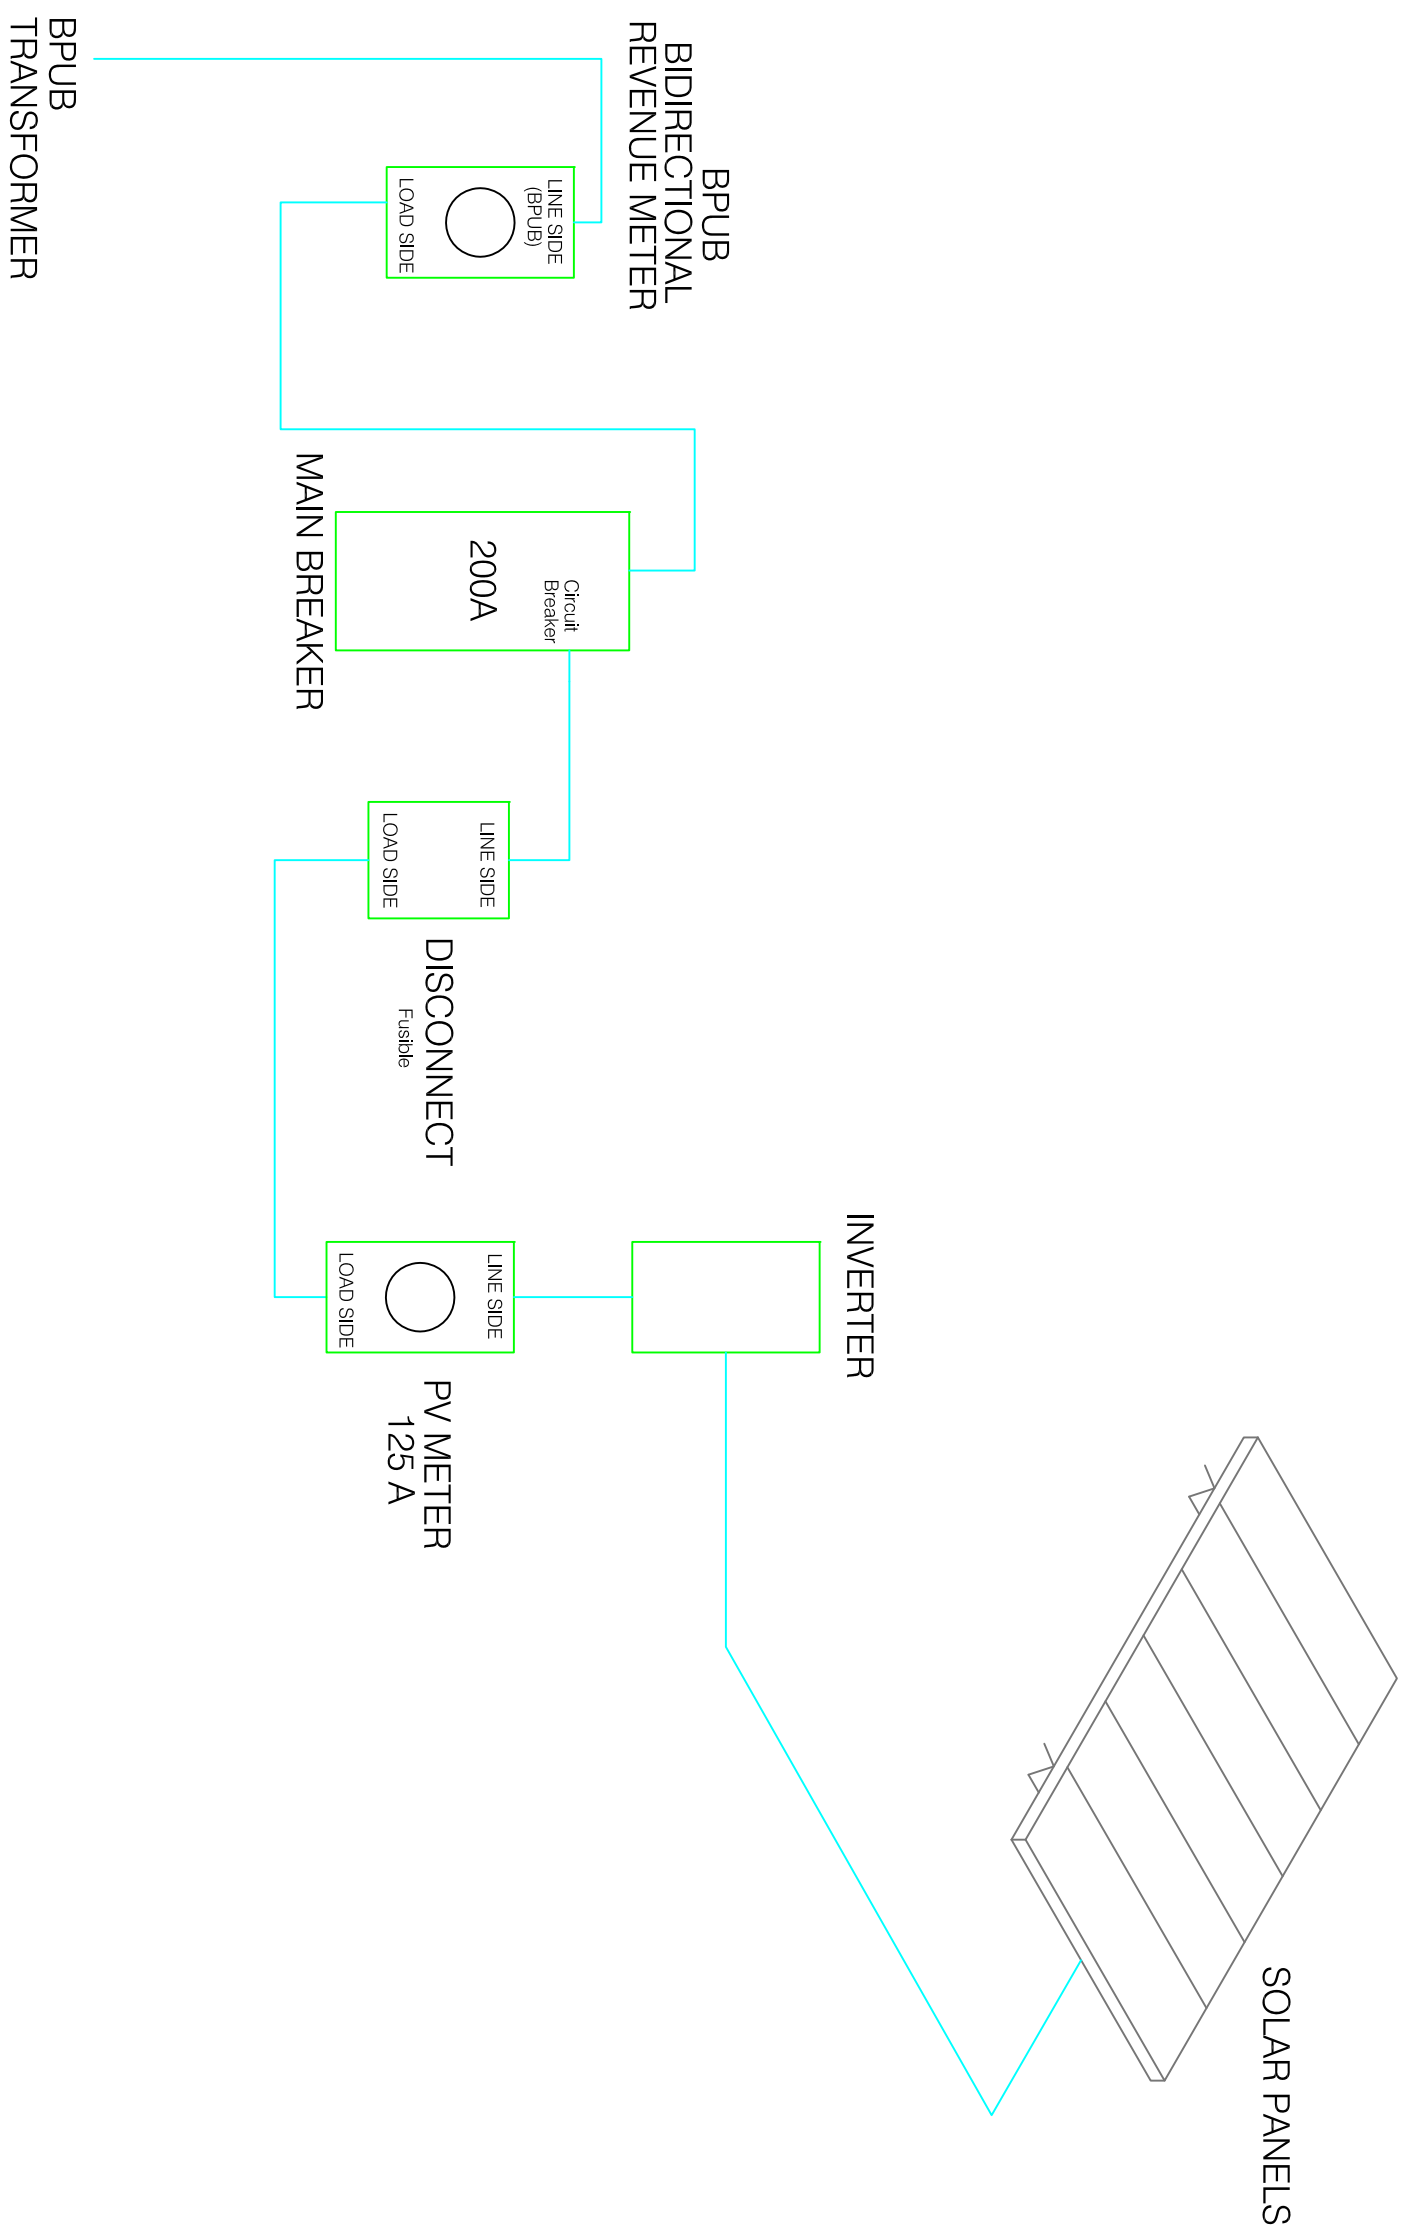 BPUB
TRANSFORMER
BPUB
BIDIRECTIONAL
REVENUE METER
LINE SIDE
(BPUB)
LOAD SIDE
MAIN BREAKER
Circuit
Breaker
200A
LINE SIDE
LOAD SIDE
DISCONNECT
Fusible
INVERTER
LINE SIDE
LOAD SIDE
PV METER
125 A
SOLAR PANELS